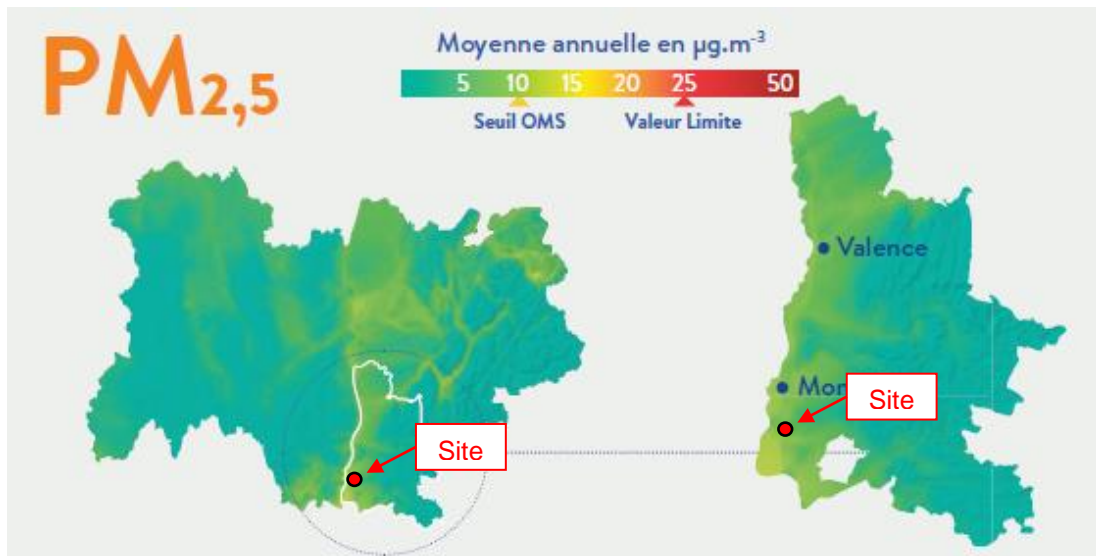 PM2,5
Moyenne annuelle en µg.m-3
5 10 15 20 25 50
Seuil OMS Valeur Limite
Valence
Mon
Site
Site